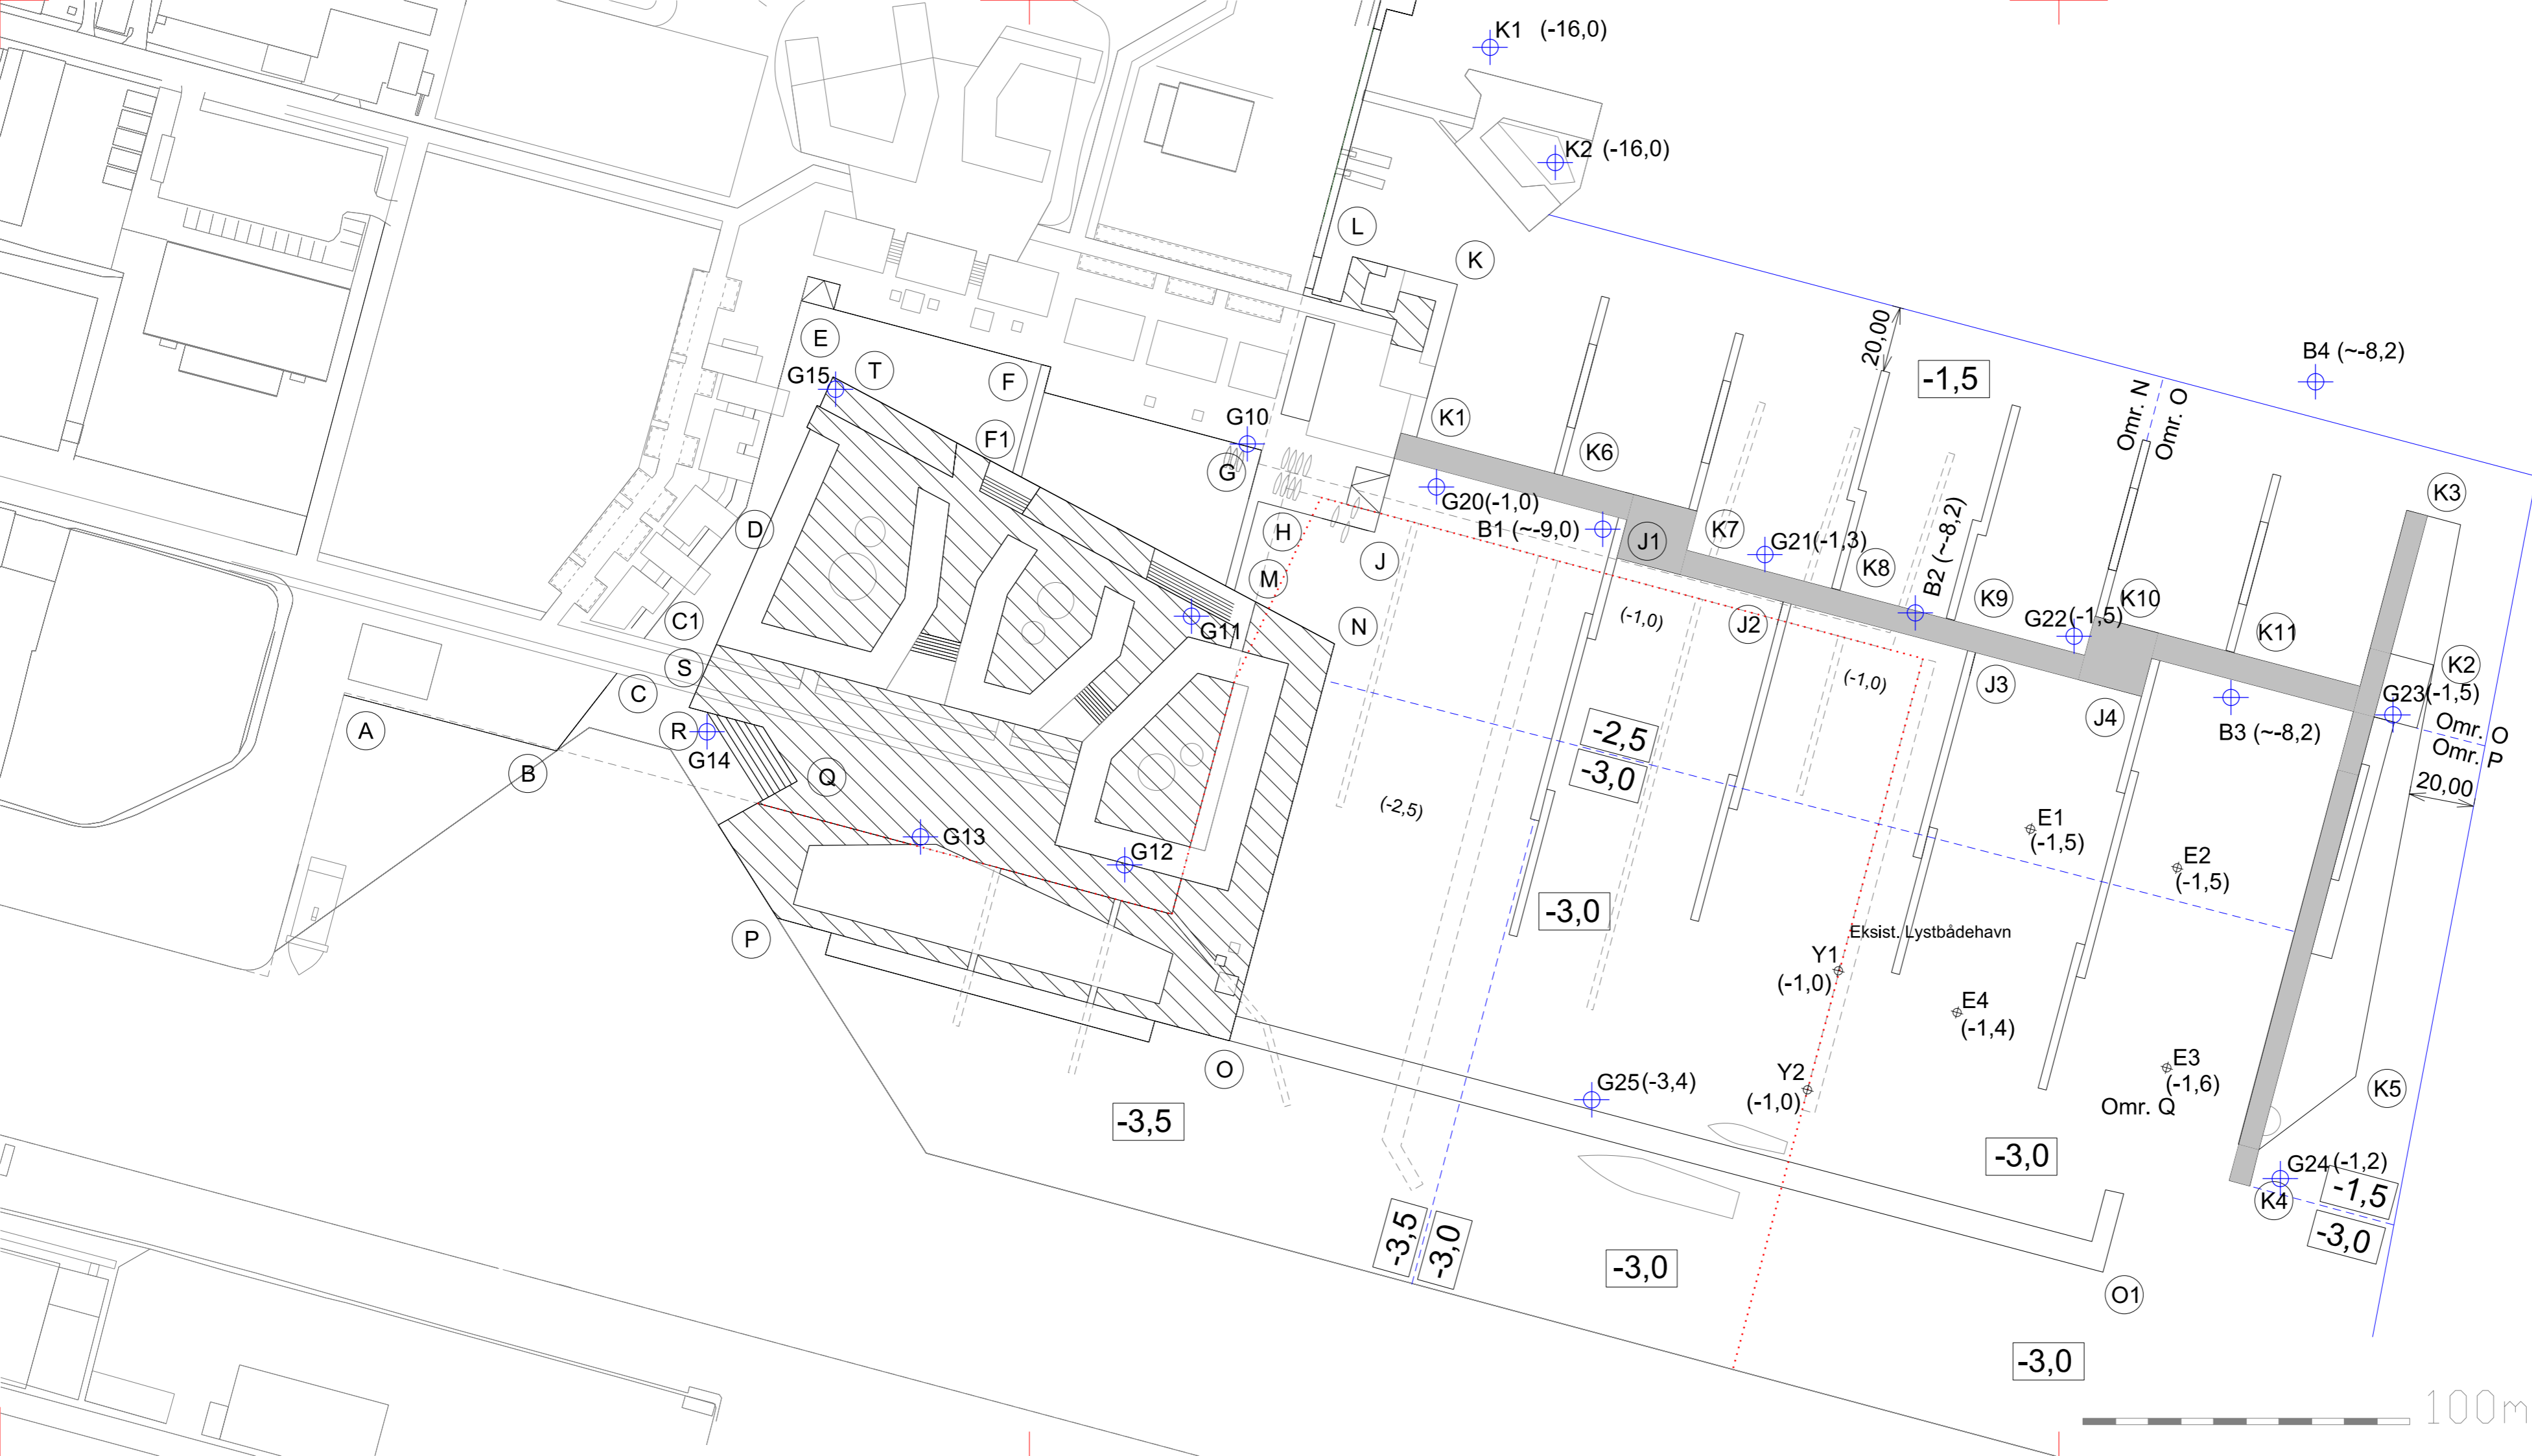 K1 (-16,0)
K2 (-16,0)
L
K
20,00
-1,5
E
G15
T
F
B4 (~-8,2)
Omr. N
Omr. O
F1
G10
G
K1
K6
K3
D
G20(-1,0)
B1 (~-9,0)
H
J
J1
K7
G21(-1,3)
K8
B2 (~-8,2)
K9
G22(-1,5)
K10
K11
M
N
C1
G11
(-1,0)
J2
(-1,0)
J3
J4
K2
G23(-1,5)
B3 (~-8,2)
Omr. O
Omr. P
20,00
S
C
A
R
G14
B
Q
-2,5
-3,0
(-2,5)
G13
G12
E1
(-1,5)
E2
(-1,5)
-3,0
Eksist. Lystbådehavn
P
Y1
(-1,0)
E4
(-1,4)
O
G25(-3,4)
Y2
(-1,0)
E3
(-1,6)
Omr. Q
K5
-3,5
-3,0
G24(-1,2)
K4
-1,5
-3,0
-3,5
-3,0
-3,0
O1
-3,0
100m